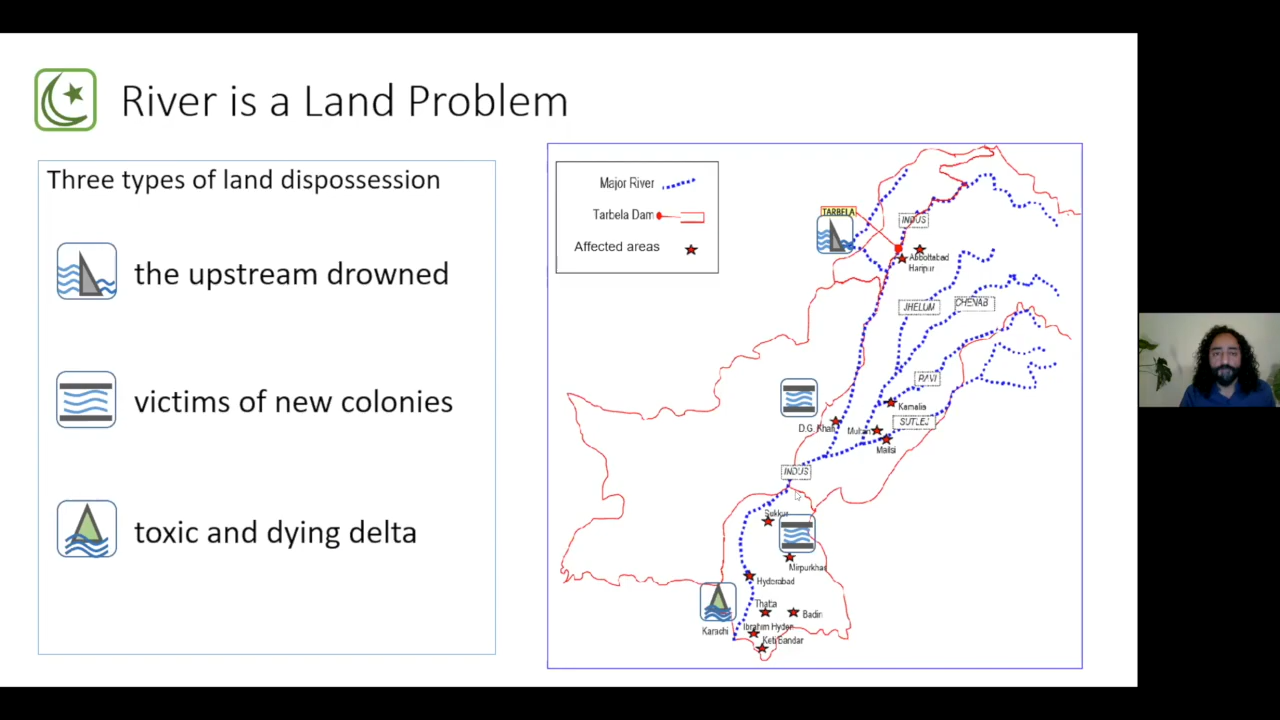 River is a Land Problem
Three types of land dispossession
the upstream drowned
victims of new colonies
toxic and dying delta
Major River
Tarbela Dam
Affected areas
TARBELA
INDUS
Abbottabad
Haripur
JHELUM
CHENAB
RAVI
Kamalia
SUTLEJ
D.G. Khan
Multan
Mailsi
INDUS
Sukkur
Mirpurkhas
Hyderabad
Thatta
Badin
Karachi
Ibrahim Hyderi
Keti Bandar